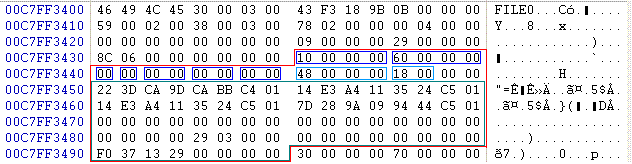 00C7FF3400 46 49 4C 45 30 00 03 00 43 F3 18 9B 0B 00 00 00 FILE0...Có.▮....
00C7FF3410 59 00 02 00 38 00 03 00 78 02 00 00 00 04 00 00 Y...8...x.......
00C7FF3420 00 00 00 00 00 00 00 00 09 00 00 00 29 00 00 00 ............)...
00C7FF3430 8C 06 00 00 00 00 00 00 10 00 00 00 60 00 00 00 ▮...........`...
00C7FF3440 00 00 00 00 00 00 00 00 48 00 00 00 18 00 00 00 ........H.......
00C7FF3450 22 3D CA 9D CA BB C4 01 14 E3 A4 11 35 24 C5 01 "=Ê▮Ê»Ä..ã¤.5$Å.
00C7FF3460 14 E3 A4 11 35 24 C5 01 7D 28 9A 09 94 44 C5 01 .ã¤.5$Å.}(▮.▮DÅ.
00C7FF3470 00 00 00 00 00 00 00 00 00 00 00 00 00 00 00 00 ................
00C7FF3480 00 00 00 00 29 03 00 00 00 00 00 00 00 00 00 00 ....)...........
00C7FF3490 F0 37 13 29 00 00 00 00 30 00 00 00 70 00 00 00 ð7.)....0...p...